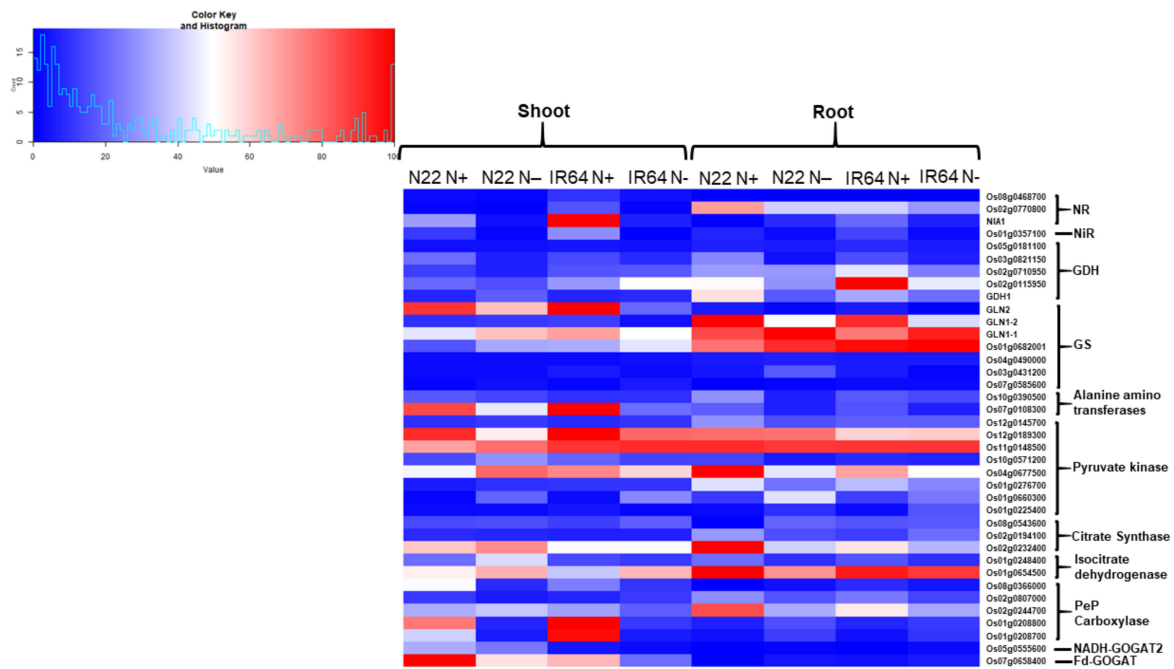 Color Key
and Histogram
Count
0 5 10 15
0 20 40 60 80 100
Value
Shoot Root
N22 N+ N22 N– IR64 N+ IR64 N- N22 N+ N22 N– IR64 N+ IR64 N-
Os08g0468700
Os02g0770800
NR
NIA1
Os01g0357100 NiR
Os05g0181100
Os03g0821150
Os02g0710950
GDH
Os02g0115950
GDH1
GLN2
GLN1-2
GLN1-1
Os01g0682001
GS
Os04g0490000
Os03g0431200
Os07g0585600
Os10g0390500
Alanine amino
Os07g0108300
transferases
Os12g0145700
Os12g0189300
Os11g0148500
Os10g0571200
Pyruvate kinase
Os04g0677500
Os01g0276700
Os01g0660300
Os01g0225400
Os08g0543600
Os02g0194100
Citrate Synthase
Os02g0232400
Os01g0248400
Isocitrate
Os01g0654500
dehydrogenase
Os08g0366000
Os02g0807000
Os02g0244700
PeP
Carboxylase
Os01g0208800
Os01g0208700
Os05g0555600 NADH-GOGAT2
Os07g0658400 Fd-GOGAT